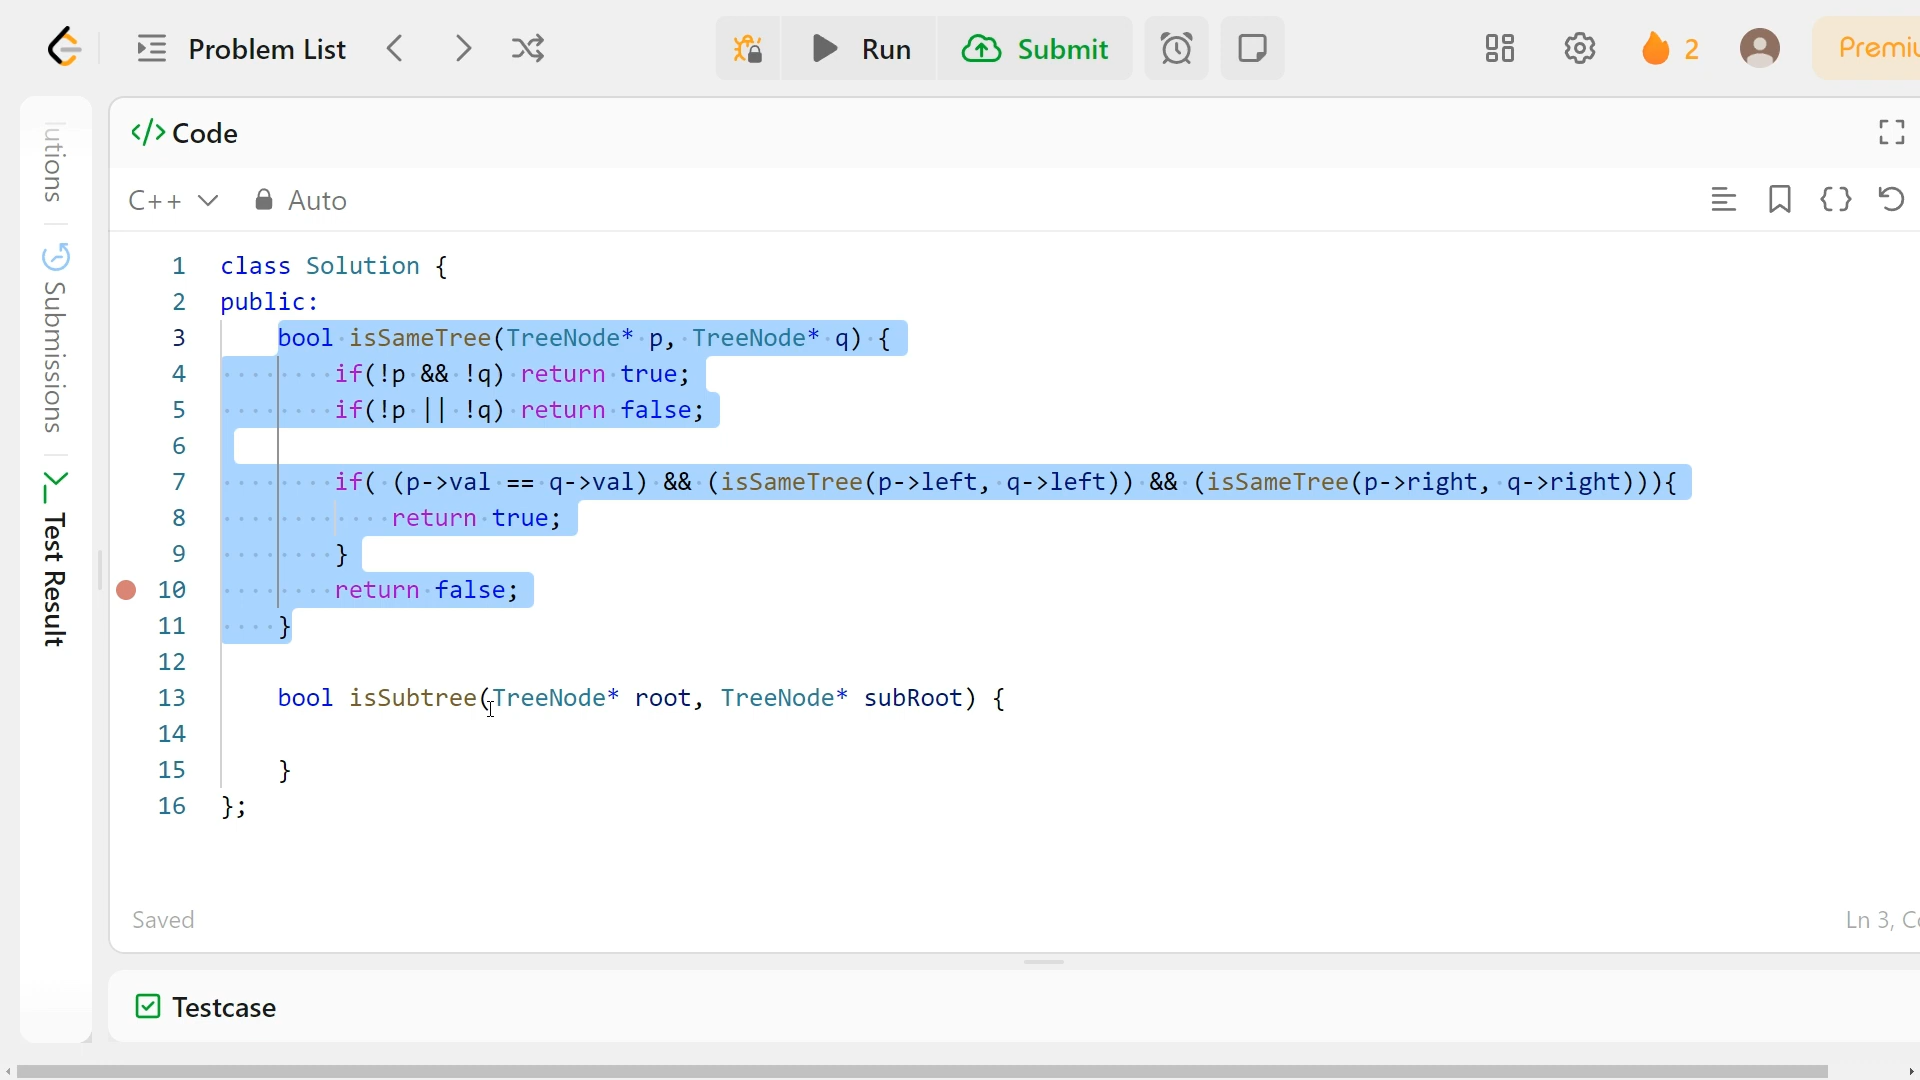 Problem List
Run
Submit
2
Premiu
utions
Submissions
Test Result
</> Code
C++
Auto
1 class Solution {
2 public:
3 bool isSameTree(TreeNode* p, TreeNode* q) {
4 if(!p && !q) return true;
5 if(!p || !q) return false;
6
7 if( (p->val == q->val) && (isSameTree(p->left, q->left)) && (isSameTree(p->right, q->right))){
8 return true;
9 }
10 return false;
11 }
12
13 bool isSubtree(TreeNode* root, TreeNode* subRoot) {
14
15 }
16 };
Saved
Ln 3, Co
Testcase